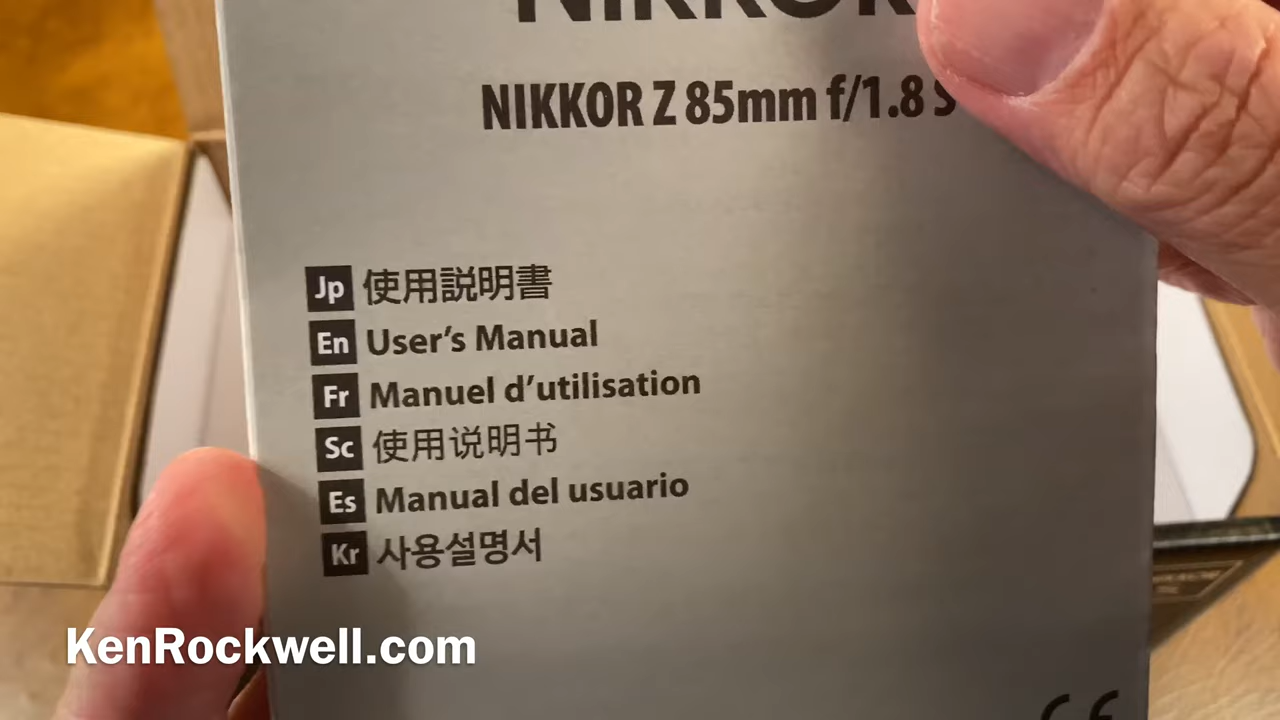 NIKKOR
NIKKOR Z 85mm f/1.8 S
Jp 使用説明書
En User's Manual
Fr Manuel d'utilisation
Sc 使用说明书
Es Manual del usuario
Kr 사용설명서
KenRockwell.com
CE